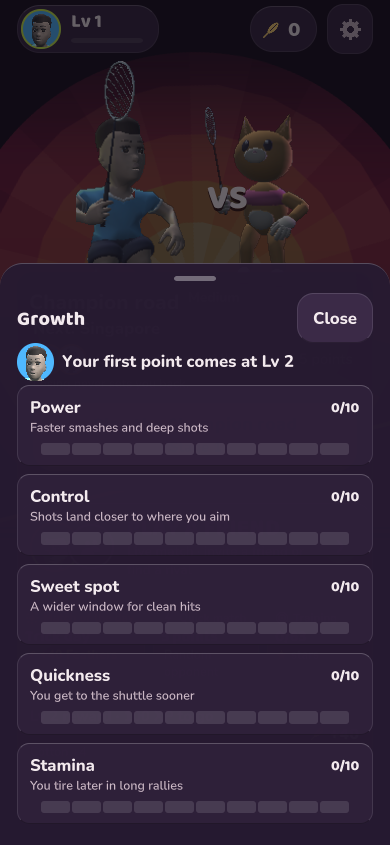 Lv 1
0
VS
Growth
Close
Your first point comes at Lv 2
Power
0/10
Faster smashes and deep shots
Control
0/10
Shots land closer to where you aim
Sweet spot
0/10
A wider window for clean hits
Quickness
0/10
You get to the shuttle sooner
Stamina
0/10
You tire later in long rallies